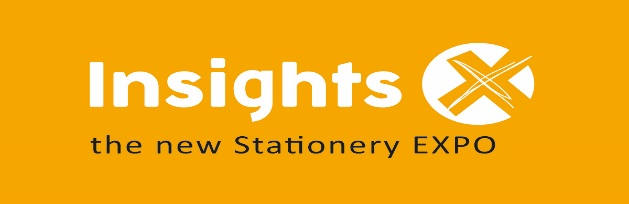 Insights X
the new Stationery EXPO